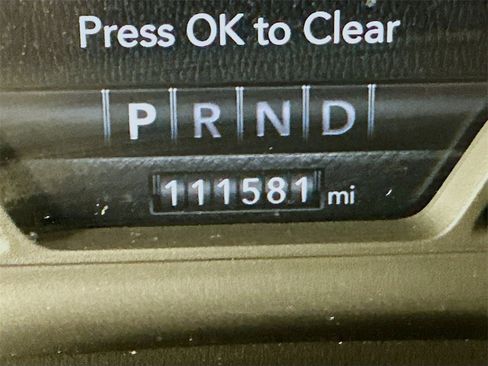 Press OK to Clear
P R N D
111581 mi